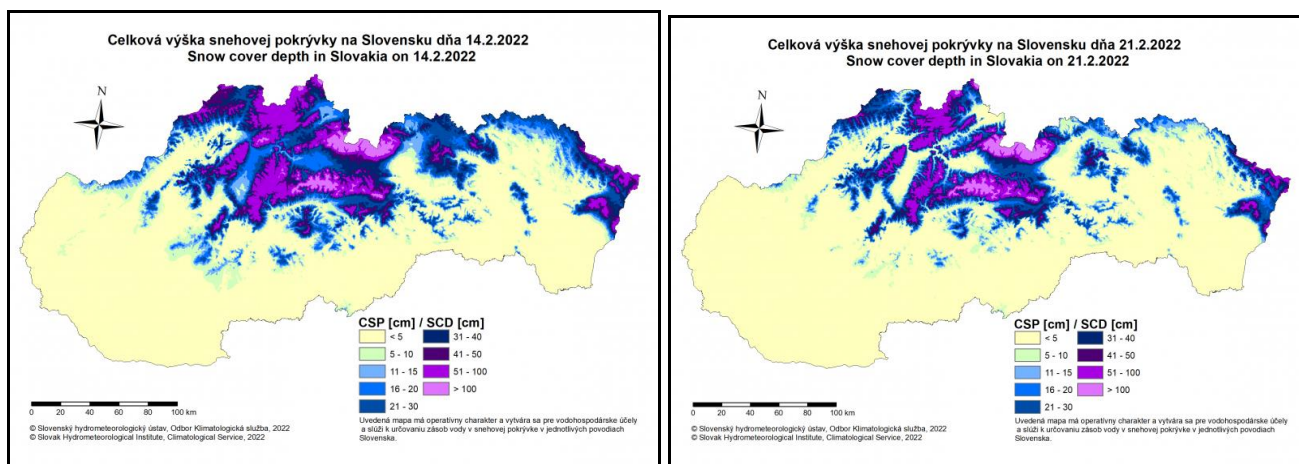 Celková výška snehovej pokrývky na Slovensku dňa 14.2.2022
Snow cover depth in Slovakia on 14.2.2022
N
CSP [cm] / SCD [cm]
< 5
31 - 40
5 - 10
41 - 50
11 - 15
51 - 100
16 - 20
> 100
21 - 30
0 20 40 60 80 100 km
© Slovenský hydrometeorologický ústav, Odbor Klimatologická služba, 2022
© Slovak Hydrometeorological Institute, Climatological Service, 2022
Uvedená mapa má operatívny charakter a vytvára sa pre vodohospodárske účely
a slúži k určovaniu zásob vody v snehovej pokrývke v jednotlivých povodiach
Slovenska.
Celková výška snehovej pokrývky na Slovensku dňa 21.2.2022
Snow cover depth in Slovakia on 21.2.2022
N
CSP [cm] / SCD [cm]
< 5
31 - 40
5 - 10
41 - 50
11 - 15
51 - 100
16 - 20
> 100
21 - 30
0 20 40 60 80 100 km
© Slovenský hydrometeorologický ústav, Odbor Klimatologická služba, 2022
© Slovak Hydrometeorological Institute, Climatological Service, 2022
Uvedená mapa má operatívny charakter a vytvára sa pre vodohospodárske účely
a slúži k určovaniu zásob vody v snehovej pokrývke v jednotlivých povodiach
Slovenska.